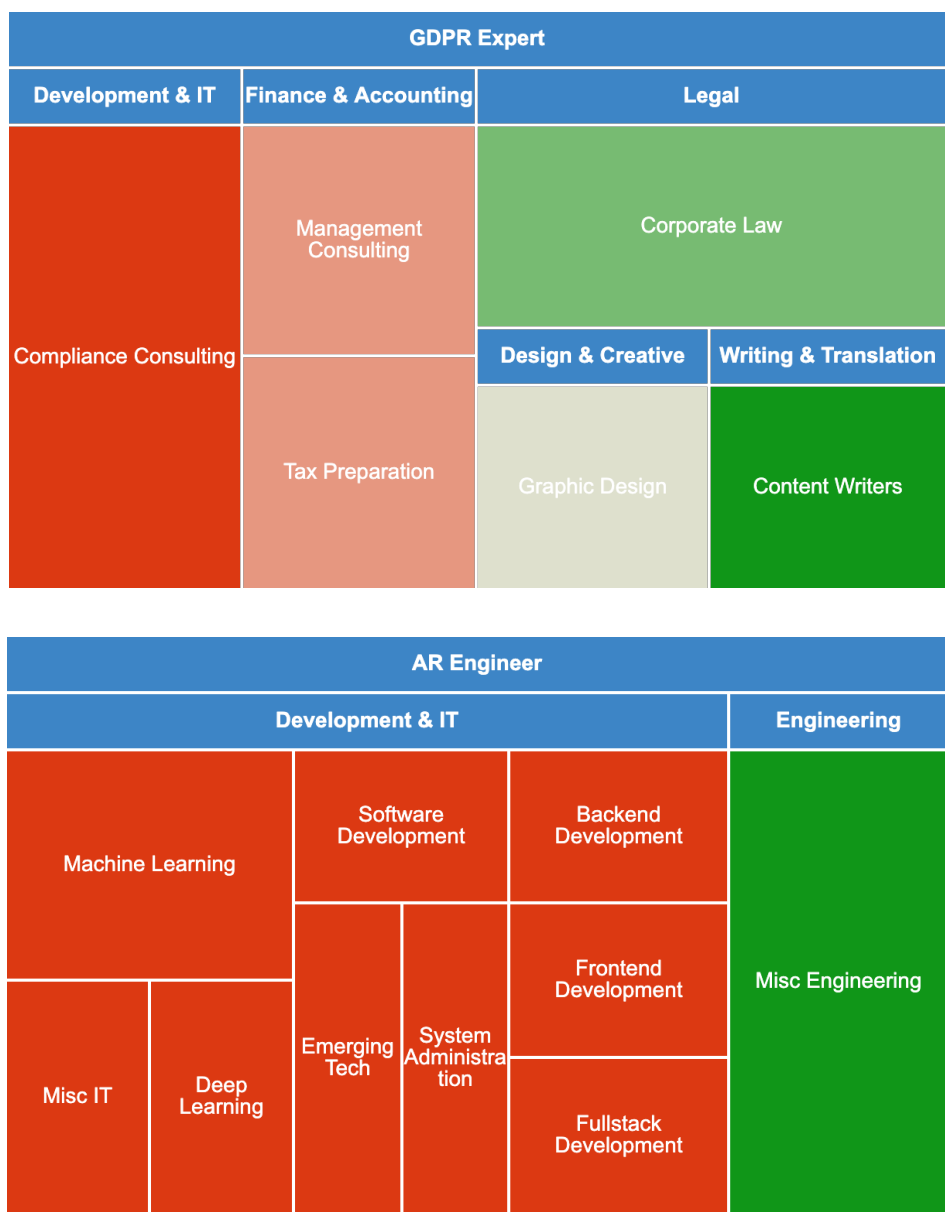 GDPR Expert
Development & IT
Finance & Accounting
Legal
Compliance Consulting
Management
Consulting
Tax Preparation
Corporate Law
Design & Creative
Writing & Translation
Graphic Design
Content Writers
AR Engineer
Development & IT
Engineering
Machine Learning
Software
Development
Backend
Development
Misc IT
Deep
Learning
Emerging
Tech
System
Administra
tion
Frontend
Development
Fullstack
Development
Misc Engineering